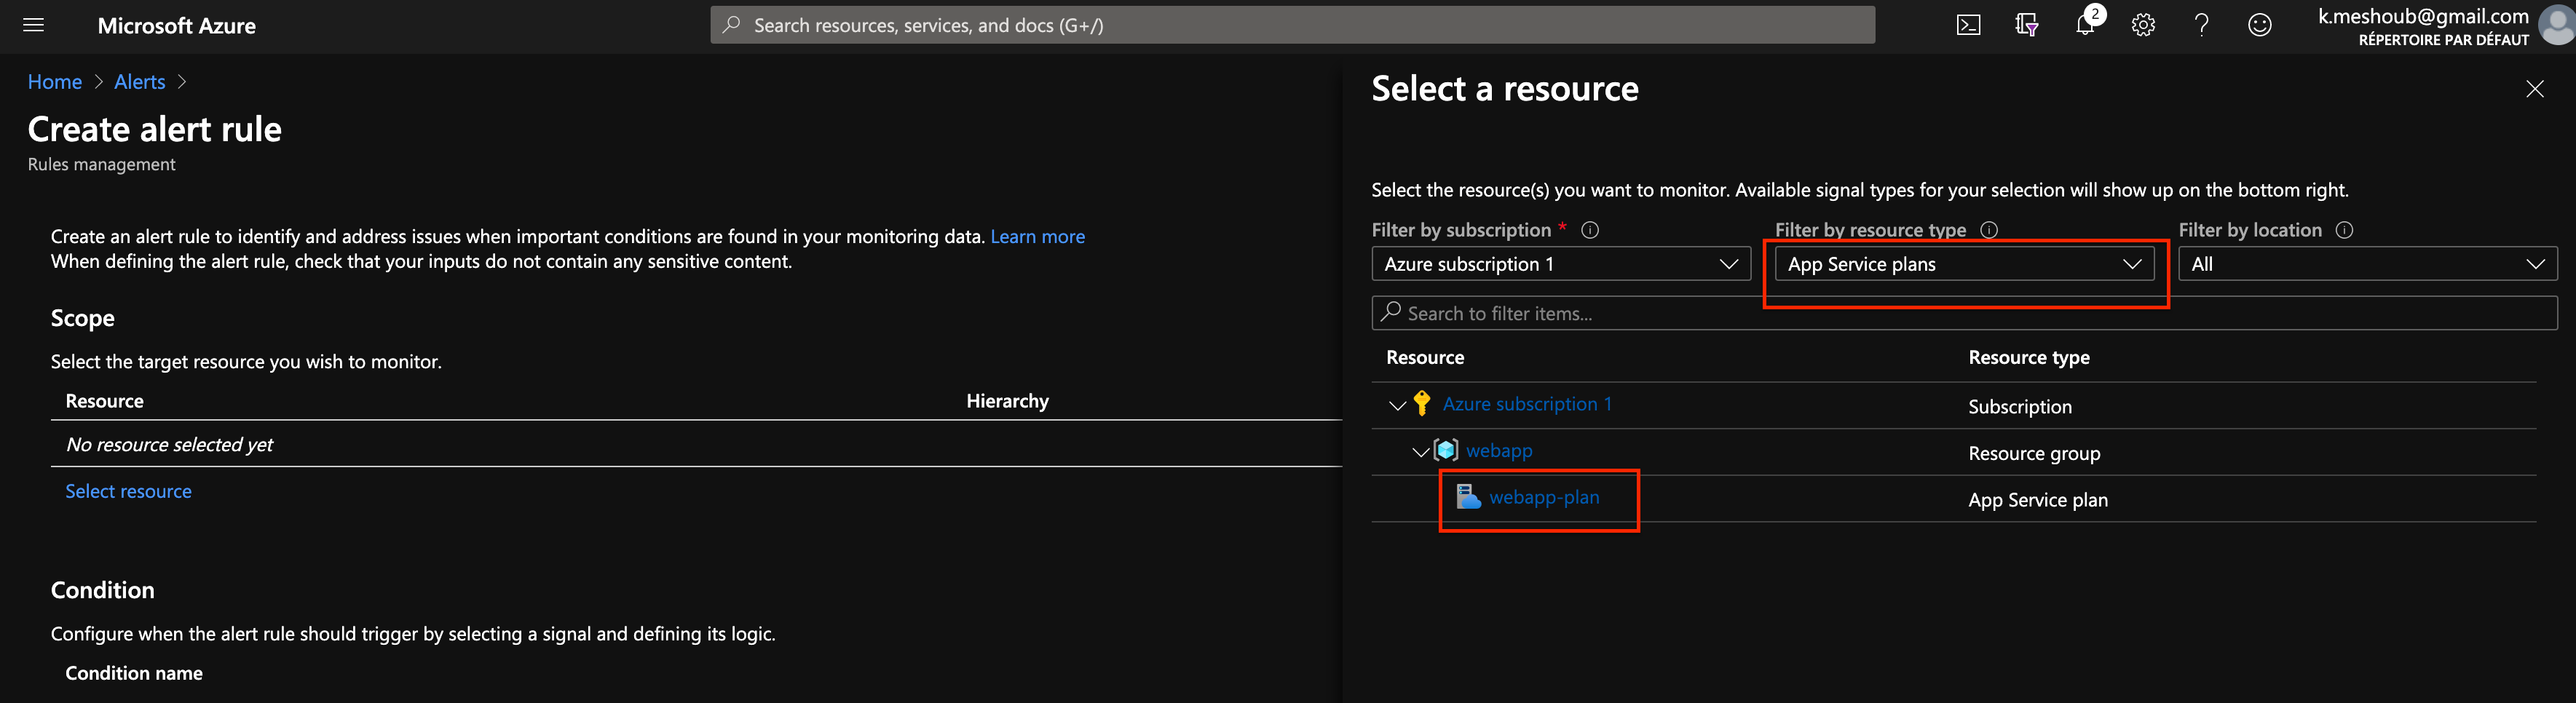 Microsoft Azure
Search resources, services, and docs (G+/)
2
k.meshoub@gmail.com
RÉPERTOIRE PAR DÉFAUT
Home > Alerts >
Create alert rule
Rules management
Create an alert rule to identify and address issues when important conditions are found in your monitoring data. Learn more
When defining the alert rule, check that your inputs do not contain any sensitive content.
Scope
Select the target resource you wish to monitor.
Resource Hierarchy
No resource selected yet
Select resource
Condition
Configure when the alert rule should trigger by selecting a signal and defining its logic.
Condition name
Select a resource
Select the resource(s) you want to monitor. Available signal types for your selection will show up on the bottom right.
Filter by subscription * Filter by resource type Filter by location
Azure subscription 1 App Service plans All
Search to filter items...
Resource Resource type
Azure subscription 1 Subscription
webapp Resource group
webapp-plan App Service plan